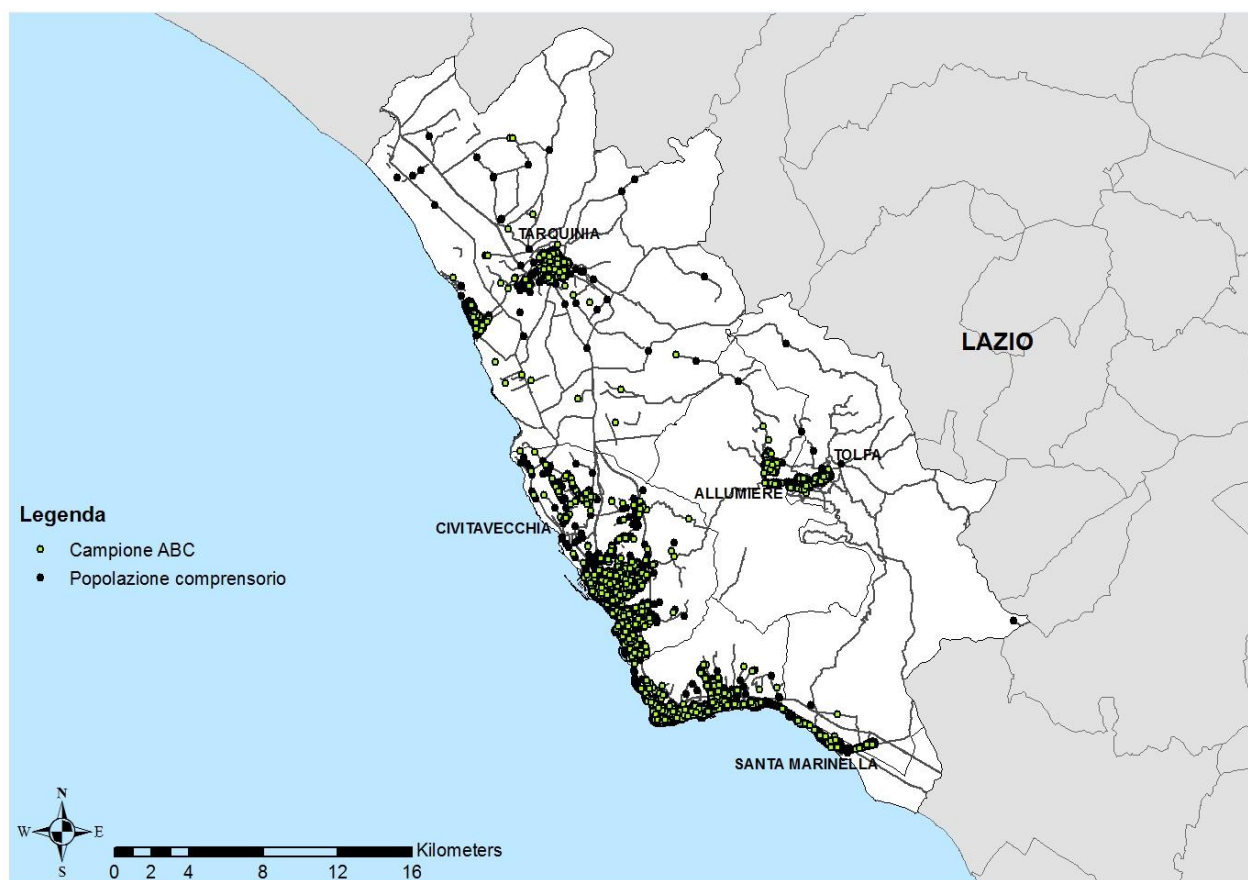 TARQUINIA
LAZIO
TOLFA
ALLUMIERE
Legenda
Campione ABC
CIVITAVECCHIA
Popolazione comprensorio
SANTA MARINELLA
N
W E
S
Kilometers
0 2 4 8 12 16